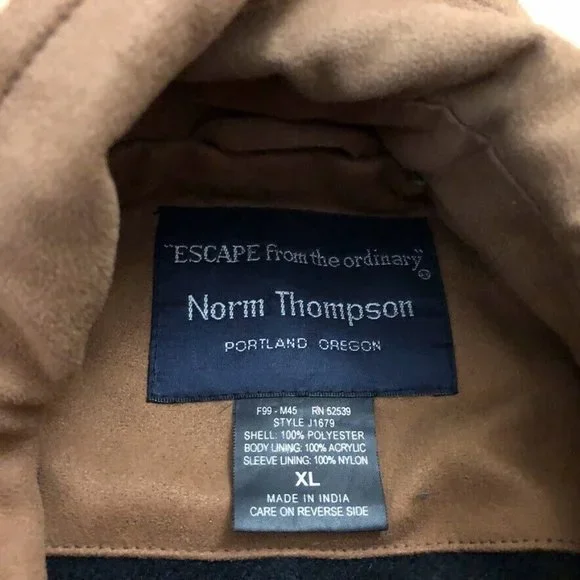 "ESCAPE from the ordinary"®
Norm Thompson
PORTLAND OREGON
F99 - M45 RN 52539
STYLE J1679
SHELL: 100% POLYESTER
BODY LINING: 100% ACRYLIC
SLEEVE LINING: 100% NYLON
XL
MADE IN INDIA
CARE ON REVERSE SIDE